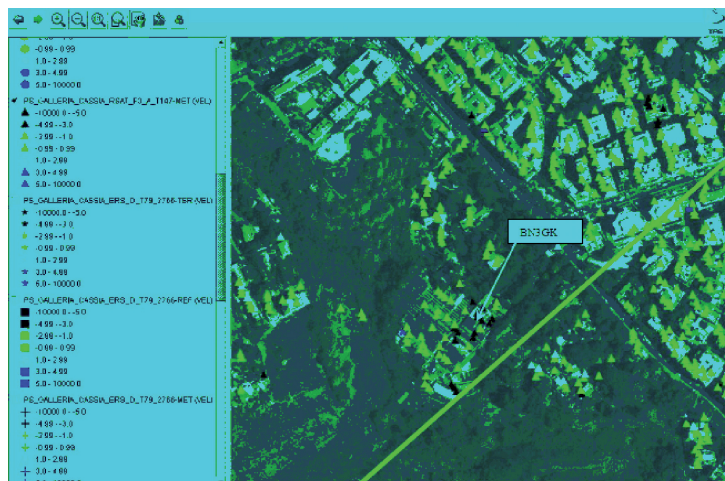 -0.99 - 0.99
1.0 - 2.99
3.0 - 4.99
5.0 - 10000.0
PS_GALLERIA_CASSIA_RSAT_F3_A_T147-MET (VEL)
-10000.0 - -5.0
-4.99 - -3.0
-2.99 - -1.0
-0.99 - 0.99
1.0 - 2.99
3.0 - 4.99
5.0 - 10000.0
PS_GALLERIA_CASSIA_ERS_D_T79_2766-TER (VEL)
-10000.0 - -5.0
-4.99 - -3.0
-2.99 - -1.0
-0.99 - 0.99
1.0 - 2.99
3.0 - 4.99
5.0 - 10000.0
PS_GALLERIA_CASSIA_ERS_D_T79_2766-REF (VEL)
-10000.0 - -5.0
-4.99 - -3.0
-2.99 - -1.0
-0.99 - 0.99
1.0 - 2.99
3.0 - 4.99
5.0 - 10000.0
PS_GALLERIA_CASSIA_ERS_D_T79_2766-MET (VEL)
-10000.0 - -5.0
-4.99 - -3.0
-2.99 - -1.0
-0.99 - 0.99
1.0 - 2.99
3.0 - 4.99
BN3GK